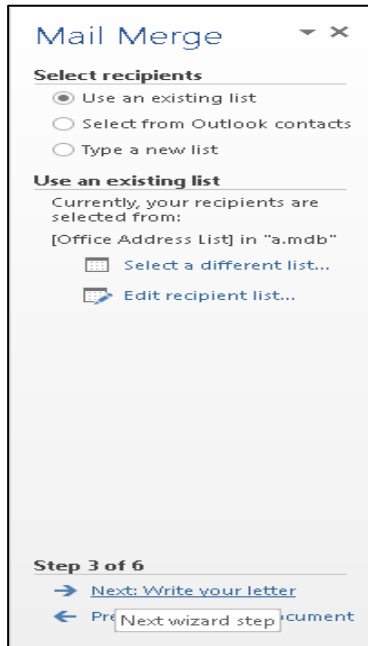 Mail Merge
Select recipients
Use an existing list
Select from Outlook contacts
Type a new list
Use an existing list
Currently, your recipients are
selected from:
[Office Address List] in "a.mdb"
Select a different list...
Edit recipient list...
Step 3 of 6
Next: Write your letter
Next wizard step